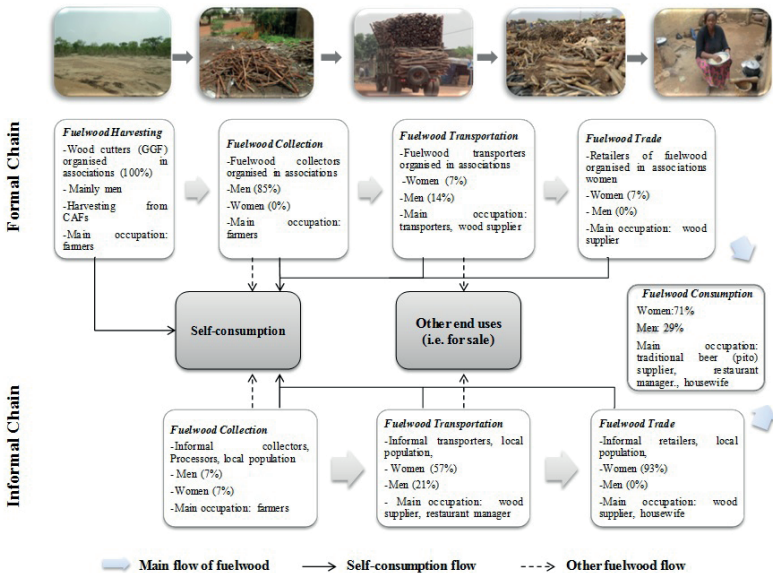 Formal Chain
Fuelwood Harvesting
-Wood cutters (GGF)
organised in
associations (100%)
- Mainly men
-Harvesting from
CAFs
-Main occupation:
farmers
Fuelwood Collection
-Fuelwood collectors
organised in associations
-Men (85%)
-Women (0%)
-Main occupation:
farmers
Fuelwood Transportation
-Fuelwood transporters
organised in associations
-Women (7%)
-Men (14%)
-Main occupation:
transporters, wood supplier
Fuelwood Trade
-Retailers of fuelwood
organised in associations
women
-Women (7%)
- Men (0%)
-Main occupation: wood
supplier
Self-consumption
Other end uses
(i.e. for sale)
Fuelwood Consumption
Women:71%
Men: 29%
Main occupation:
traditional beer (pito)
supplier, restaurant
manager., housewife
Informal Chain
Fuelwood Collection
-Informal collectors,
Processors, local population
- Men (7%)
-Women (7%)
-Main occupation: farmers
Fuelwood Transportation
-Informal transporters, local
population,
- Women (57%)
-Men (21%)
- Main occupation: wood
supplier, restaurant manager
Fuelwood Trade
-Informal retailers, local
population,
-Women (93%)
-Men (0%)
-Main occupation: wood
supplier, housewife
Main flow of fuelwood
Self-consumption flow
Other fuelwood flow